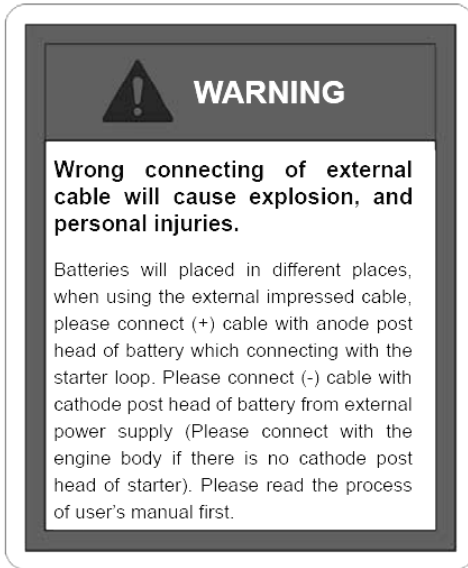 WARNING
Wrong connecting of external
cable will cause explosion, and
personal injuries.
Batteries will placed in different places,
when using the external impressed cable,
please connect (+) cable with anode post
head of battery which connecting with the
starter loop. Please connect (-) cable with
cathode post head of battery from external
power supply (Please connect with the
engine body if there is no cathode post
head of starter). Please read the process
of user's manual first.